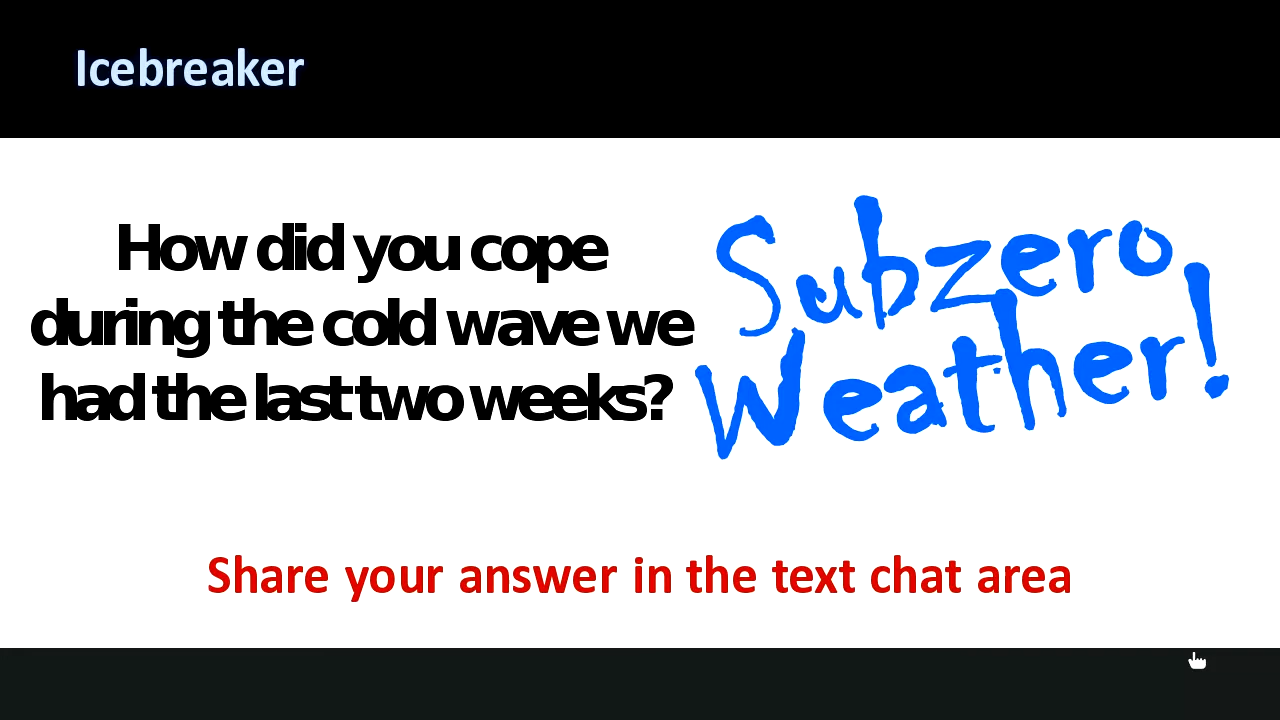 Icebreaker
How did you cope
during the cold wave we
had the last two weeks?
Subzero
Weather!
Share your answer in the text chat area